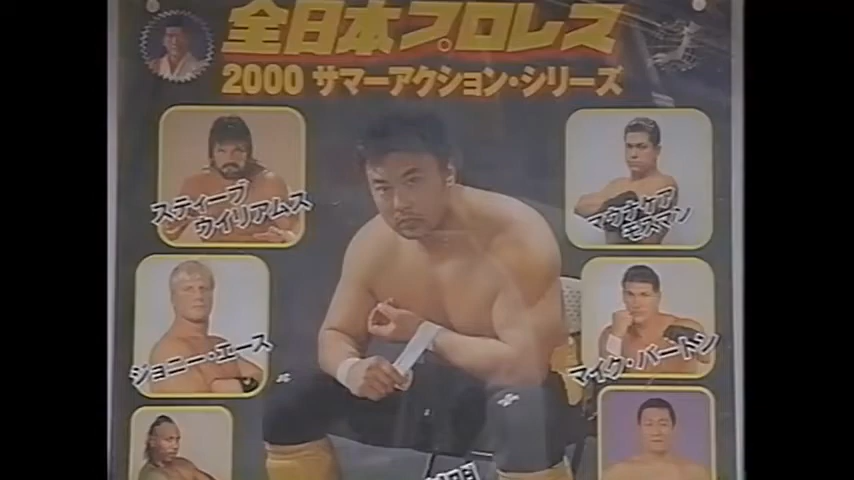 全日本プロレス
2000 サマーアクション・シリーズ
スティーブ
ウイリアムス
マウナケア
モスマン
ジョニー・エース
マイク・バートン